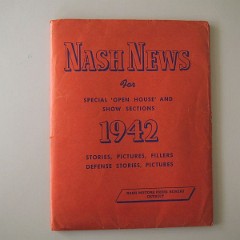 NASH NEWS
for
SPECIAL 'OPEN HOUSE' AND
SHOW SECTIONS
1942
STORIES, PICTURES, FILLERS
DEFENSE STORIES, PICTURES